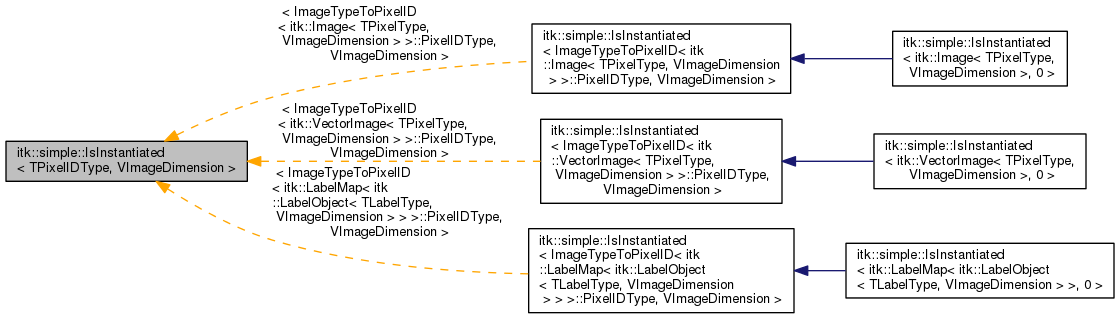 < ImageTypeToPixelID
< itk::Image< TPixelType,
VImageDimension > >::PixelIDType,
VImageDimension >
itk::simple::IsInstantiated
< ImageTypeToPixelID< itk
::Image< TPixelType, VImageDimension
> >::PixelIDType, VImageDimension >
itk::simple::IsInstantiated
< itk::Image< TPixelType,
VImageDimension >, 0 >
itk::simple::IsInstantiated
< TPixelIDType, VImageDimension >
< ImageTypeToPixelID
< itk::VectorImage< TPixelType,
VImageDimension > >::PixelIDType,
VImageDimension >
itk::simple::IsInstantiated
< ImageTypeToPixelID< itk
::VectorImage< TPixelType,
VImageDimension > >::PixelIDType,
VImageDimension >
itk::simple::IsInstantiated
< itk::VectorImage< TPixelType,
VImageDimension >, 0 >
< ImageTypeToPixelID
< itk::LabelMap< itk
::LabelObject< TLabelType,
VImageDimension > > >::PixelIDType,
VImageDimension >
itk::simple::IsInstantiated
< ImageTypeToPixelID< itk
::LabelMap< itk::LabelObject
< TLabelType, VImageDimension
> > >::PixelIDType, VImageDimension >
itk::simple::IsInstantiated
< itk::LabelMap< itk::LabelObject
< TLabelType, VImageDimension > >, 0 >